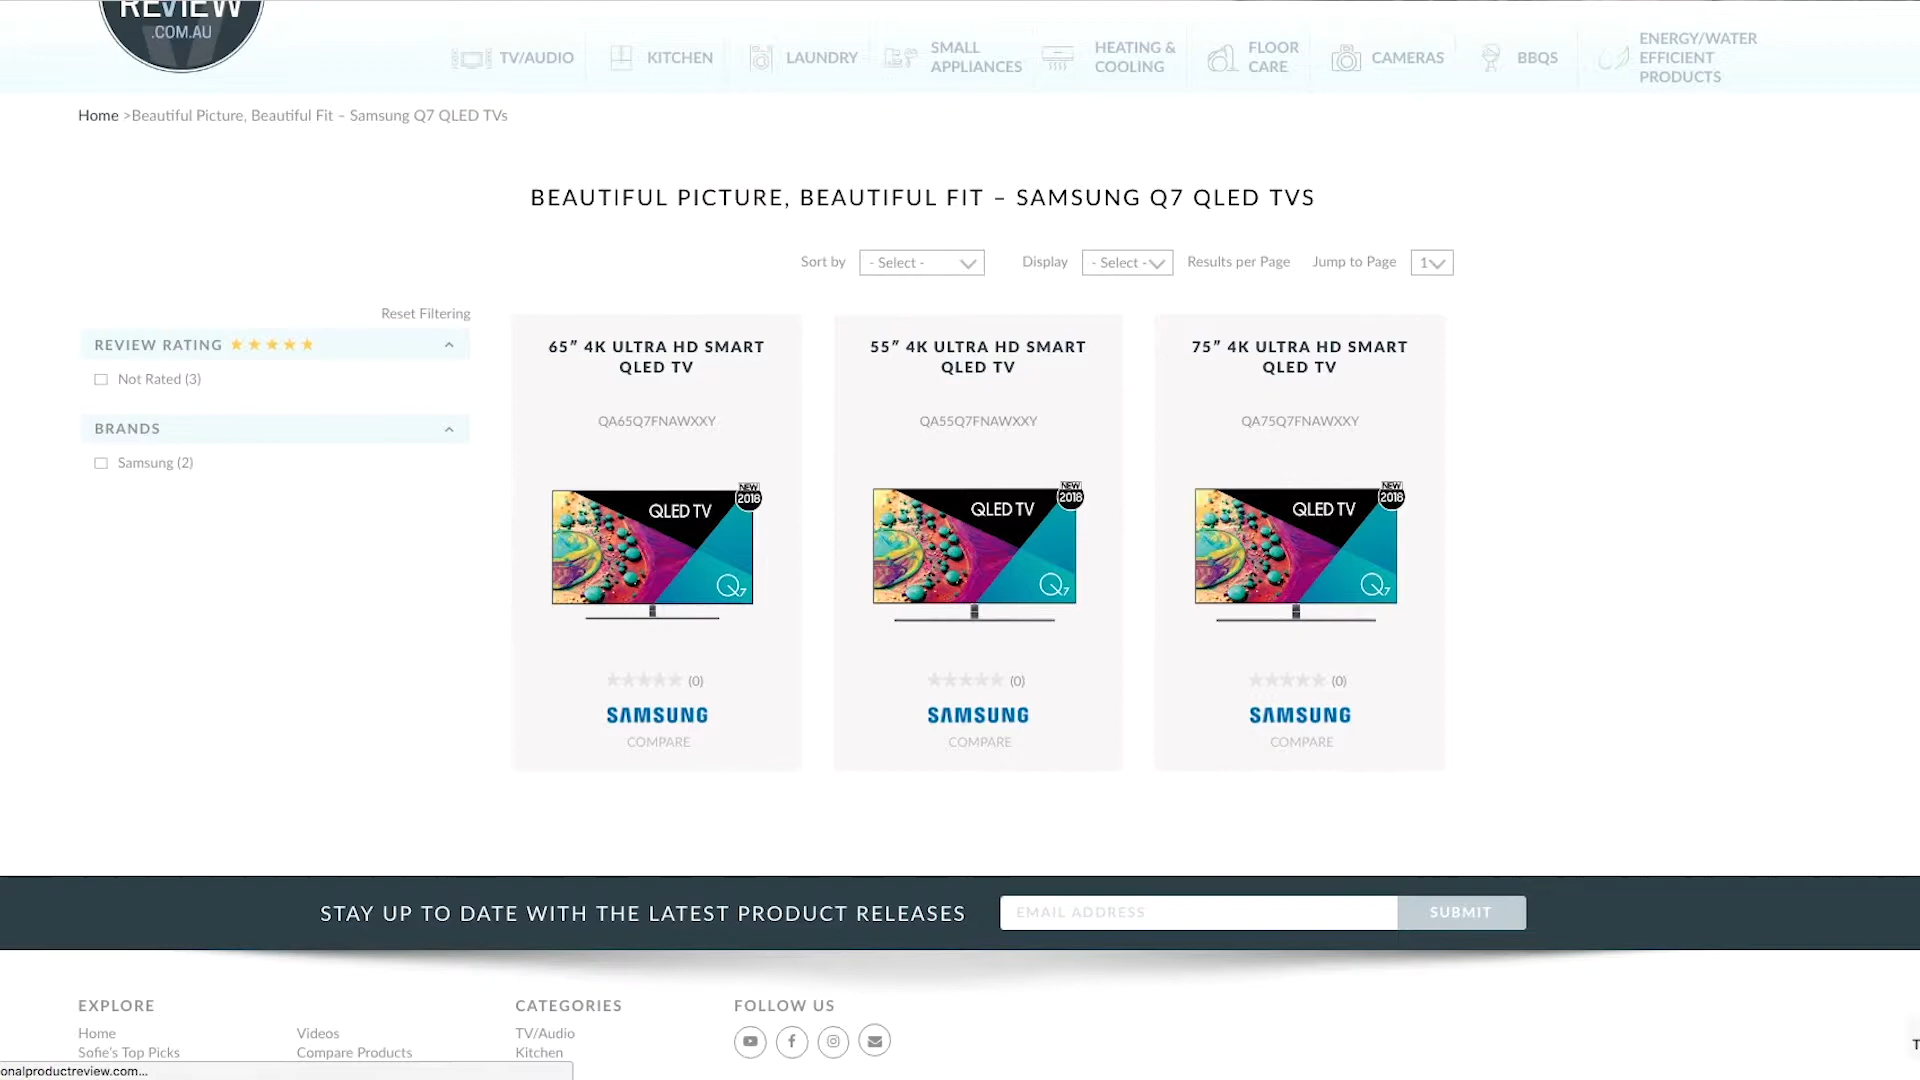 REVIEW
.COM.AU
TV/AUDIO
KITCHEN
LAUNDRY
SMALL
APPLIANCES
HEATING &
COOLING
FLOOR
CARE
CAMERAS
BBQS
ENERGY/WATER
EFFICIENT
PRODUCTS
Home >Beautiful Picture, Beautiful Fit – Samsung Q7 QLED TVs
BEAUTIFUL PICTURE, BEAUTIFUL FIT – SAMSUNG Q7 QLED TVS
Sort by - Select - Display - Select - Results per Page Jump to Page 1
Reset Filtering
REVIEW RATING
Not Rated (3)
BRANDS
Samsung (2)
65″ 4K ULTRA HD SMART
QLED TV
QA65Q7FNAWXXY
NEW
2018
QLED TV
Q7
(0)
SAMSUNG
COMPARE
55″ 4K ULTRA HD SMART
QLED TV
QA55Q7FNAWXXY
NEW
2018
QLED TV
Q7
(0)
SAMSUNG
COMPARE
75″ 4K ULTRA HD SMART
QLED TV
QA75Q7FNAWXXY
NEW
2018
QLED TV
Q7
(0)
SAMSUNG
COMPARE
STAY UP TO DATE WITH THE LATEST PRODUCT RELEASES
EMAIL ADDRESS
SUBMIT
EXPLORE
Home
Sofie's Top Picks
Videos
Compare Products
CATEGORIES
TV/Audio
Kitchen
FOLLOW US
T
onalproductreview.com...